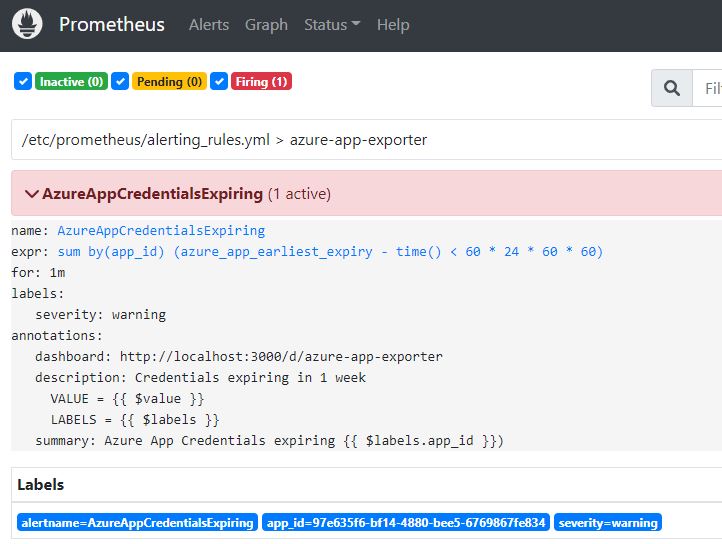 Prometheus Alerts Graph Status Help
Inactive (0) Pending (0) Firing (1)
/etc/prometheus/alerting_rules.yml > azure-app-exporter
AzureAppCredentialsExpiring (1 active)
name: AzureAppCredentialsExpiring
expr: sum by(app_id) (azure_app_earliest_expiry - time() < 60 * 24 * 60 * 60)
for: 1m
labels:
severity: warning
annotations:
dashboard: http://localhost:3000/d/azure-app-exporter
description: Credentials expiring in 1 week
VALUE = {{ $value }}
LABELS = {{ $labels }}
summary: Azure App Credentials expiring {{ $labels.app_id }})
Labels
alertname=AzureAppCredentialsExpiring app_id=97e635f6-bf14-4880-bee5-6769867fe834 severity=warning